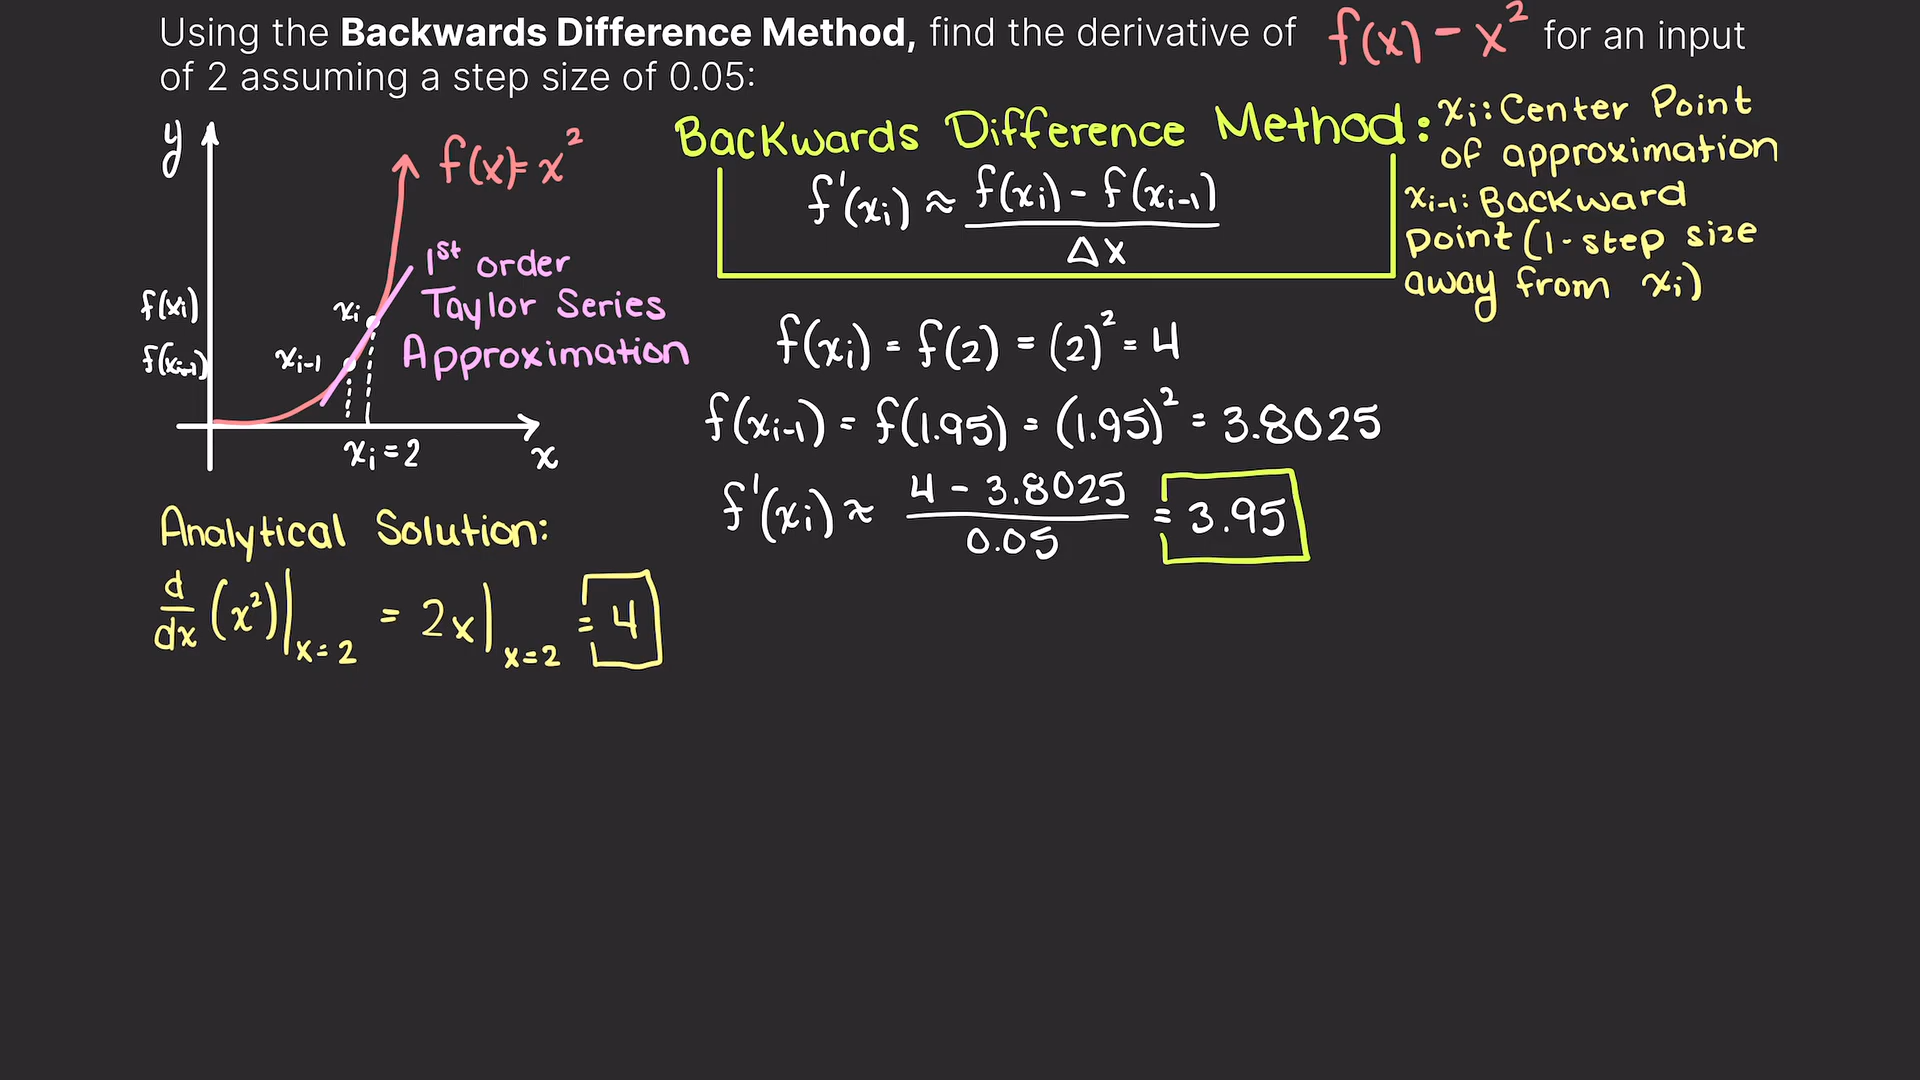 Using the Backwards Difference Method, find the derivative of f(x) - x² for an input
of 2 assuming a step size of 0.05:
y
f(x)= x²
1st order
Taylor Series
Approximation
f(xi)
f(xi-1)
xi
xi-1
xi = 2
x
Backwards Difference Method:
f'(xi) ≈ f(xi) - f(xi-1)
Δx
xi: Center Point
of approximation
xi-1: Backward
point (1-step size
away from xi)
f(xi) = f(2) = (2)² = 4
f(xi-1) = f(1.95) = (1.95)² = 3.8025
f'(xi) ≈ 4 - 3.8025 = 3.95
0.05
Analytical Solution:
d/dx (x²)|x=2 = 2x|x=2 = 4